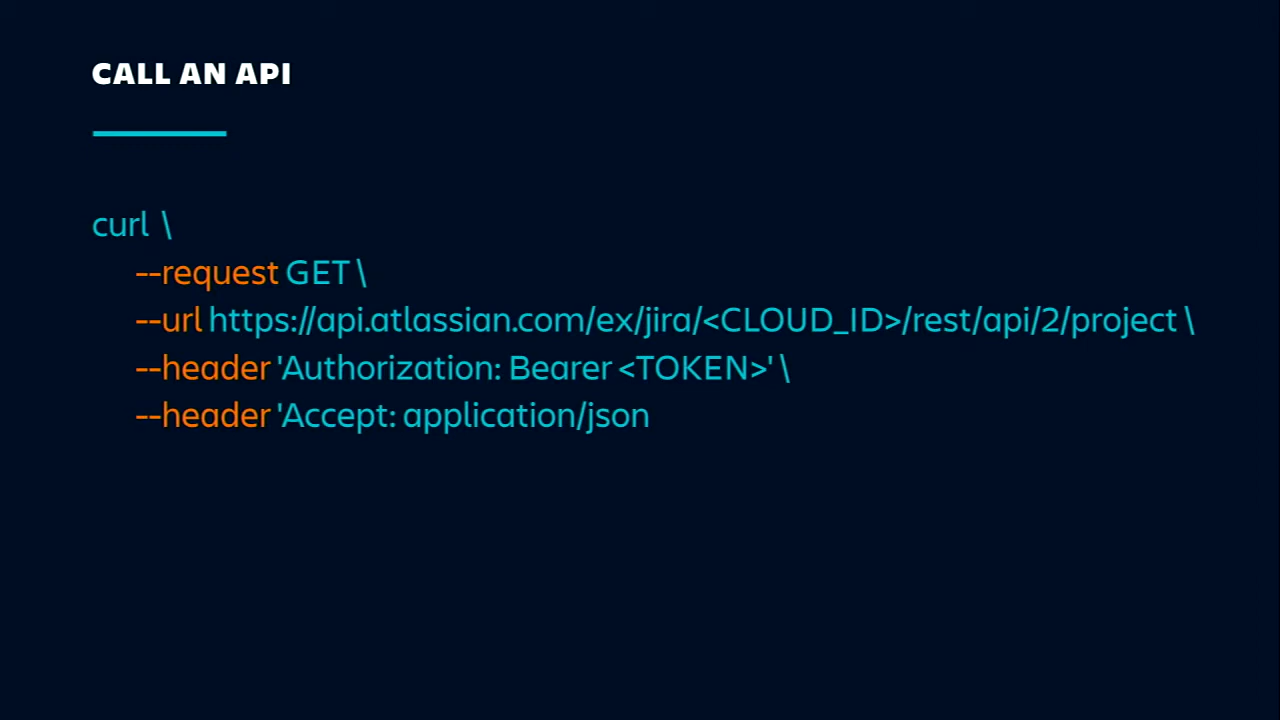 CALL AN API
curl \
--request GET \
--url https://api.atlassian.com/ex/jira/<CLOUD_ID>/rest/api/2/project \
--header 'Authorization: Bearer <TOKEN>' \
--header 'Accept: application/json